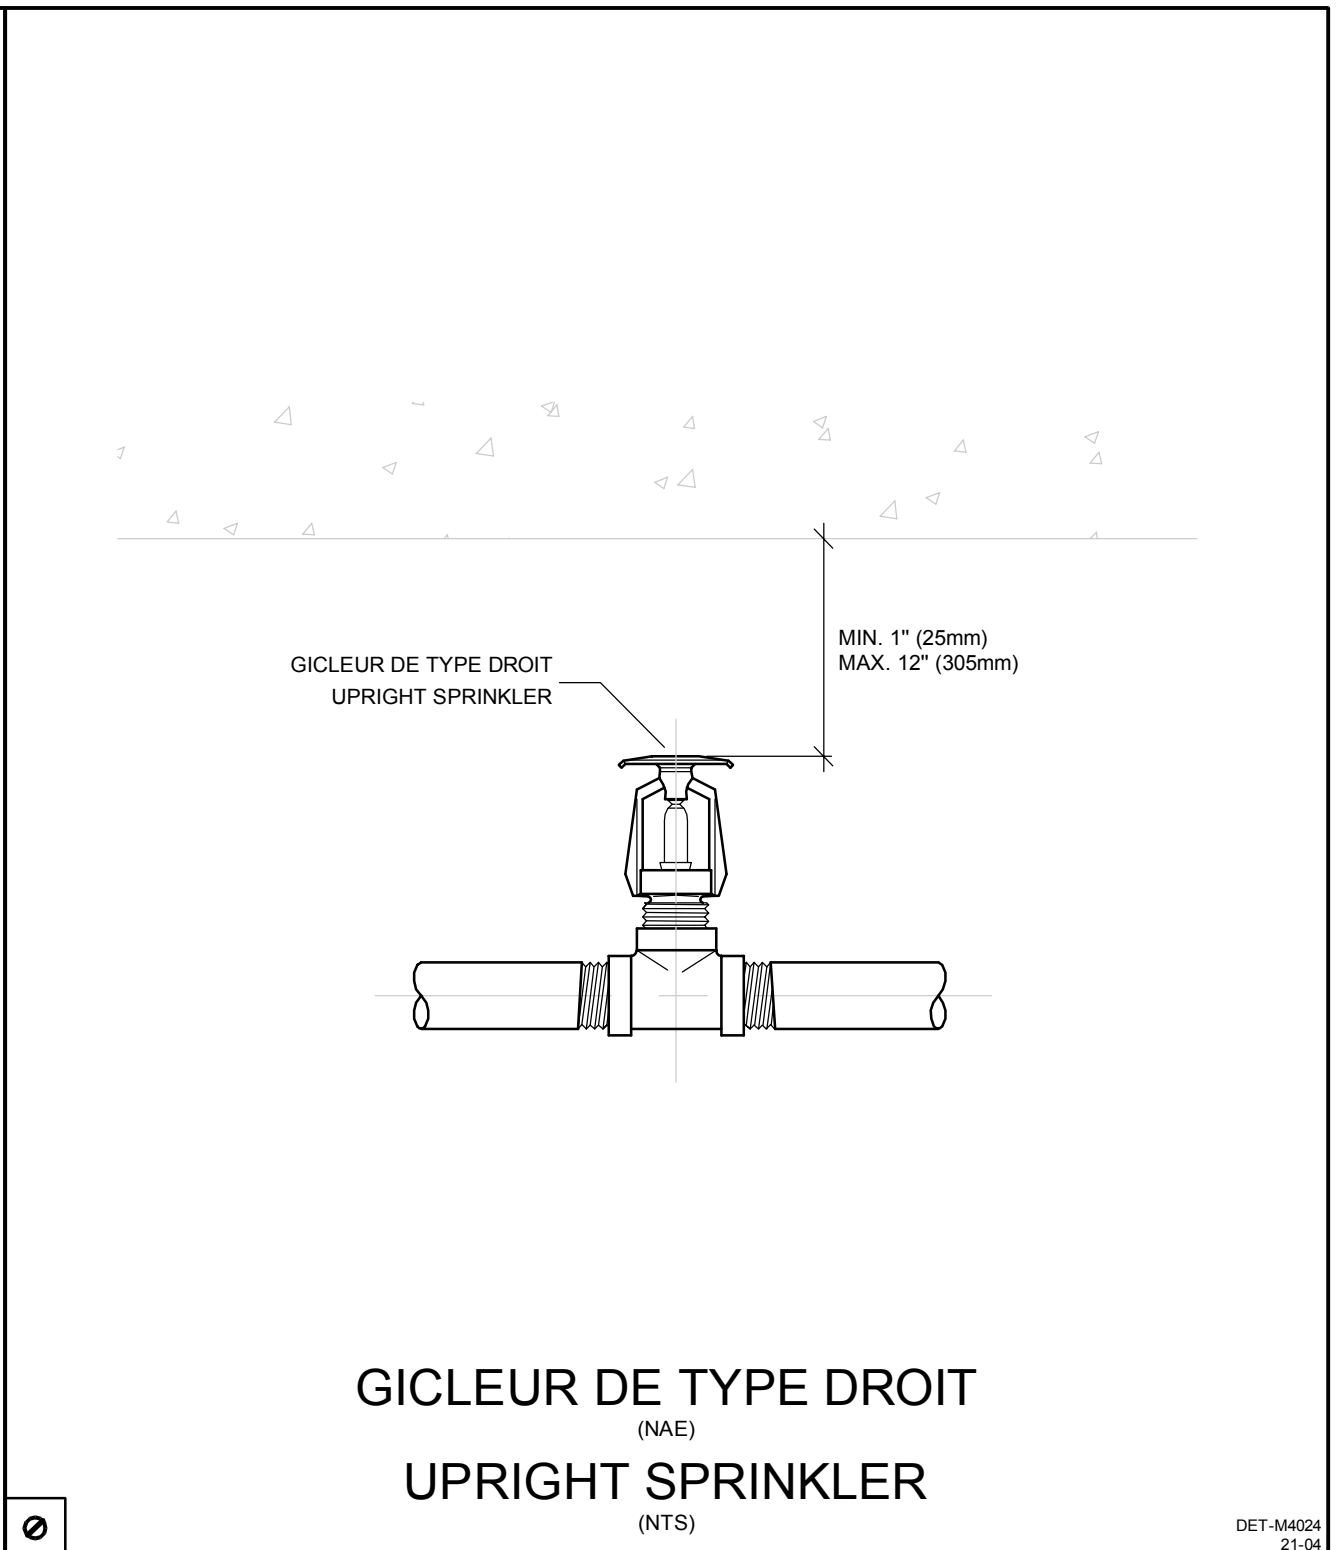 MIN. 1" (25mm)
MAX. 12" (305mm)
GICLEUR DE TYPE DROIT
UPRIGHT SPRINKLER
GICLEUR DE TYPE DROIT
(NAE)
UPRIGHT SPRINKLER
(NTS)
DET-M4024
21-04